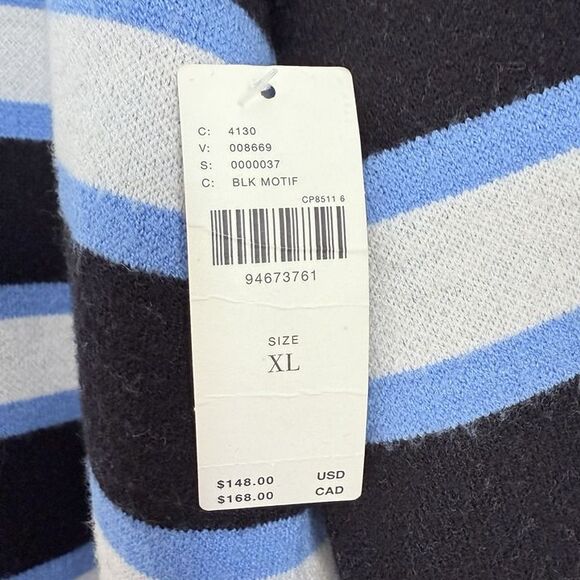 C: 4130
V: 008669
S: 0000037
C: BLK MOTIF
CP8511 6
94673761
SIZE
XL
$148.00 USD
$168.00 CAD